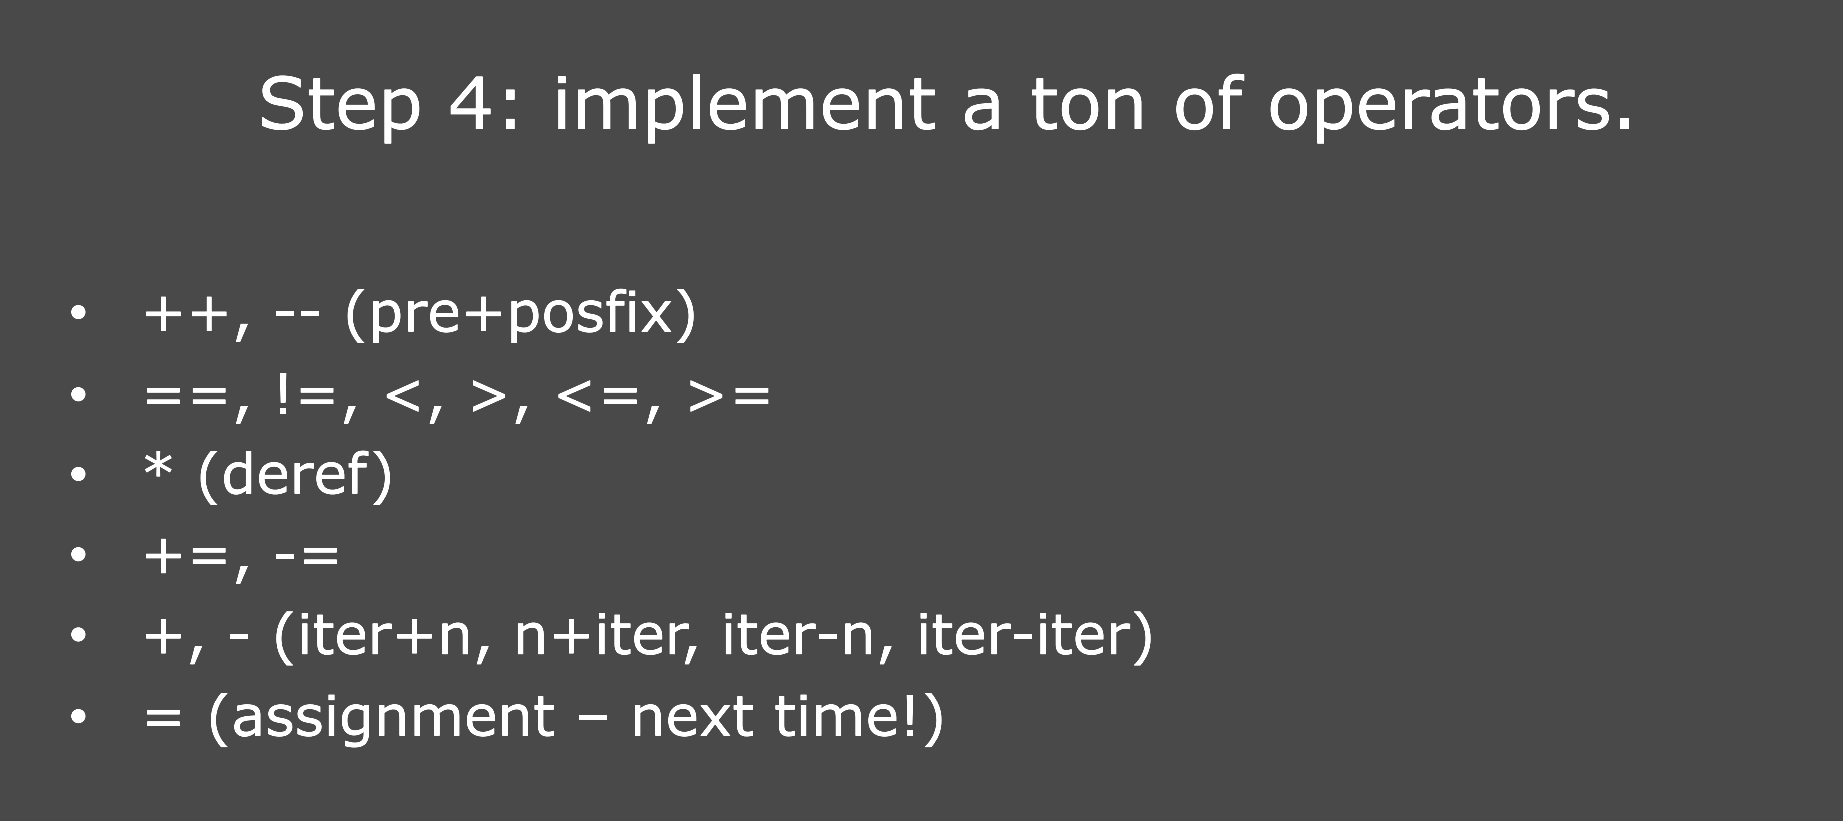 Step 4: implement a ton of operators.
• ++, -- (pre+posfix)
• ==, !=, <, >, <=, >=
• * (deref)
• +=, -=
• +, - (iter+n, n+iter, iter-n, iter-iter)
• = (assignment – next time!)